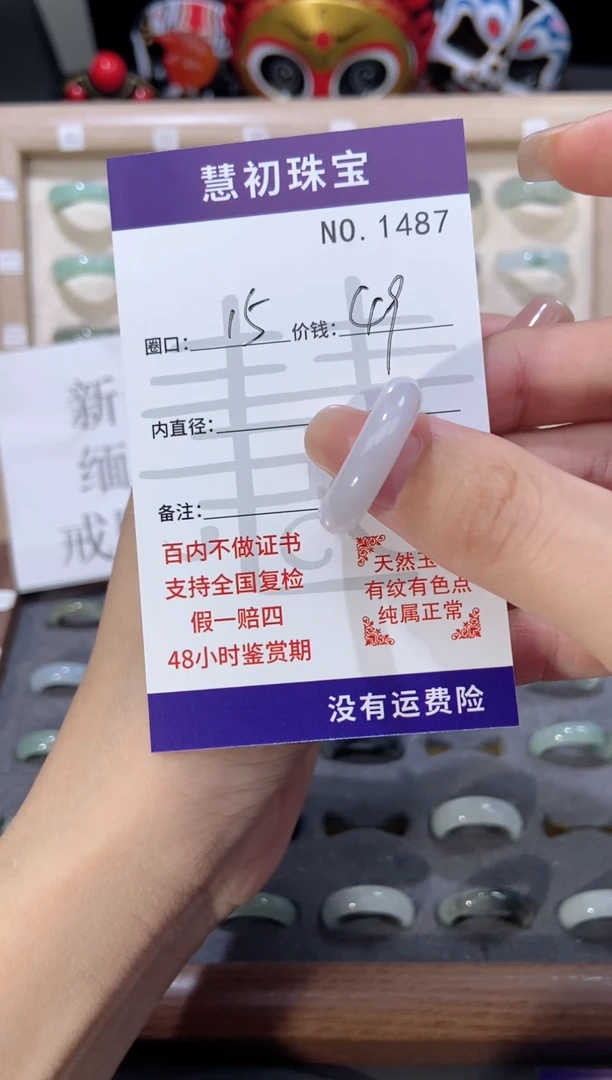 慧初珠宝
NO. 1487
圈口: 15 价钱: 49
内直径:
备注:
百内不做证书
支持全国复检
假一赔四
48小时鉴赏期
天然玉
有纹有色点
纯属正常
没有运费险
新
缅
戒